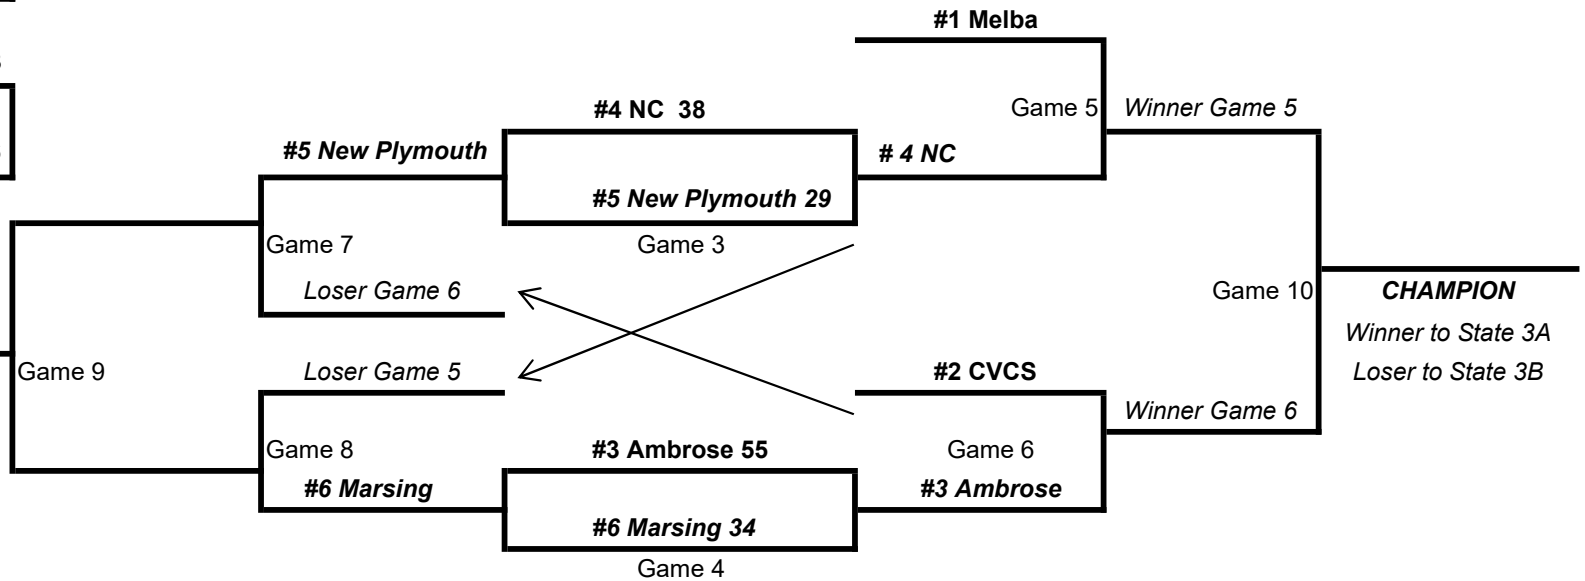 #1 Melba
#4 NC 38
Game 5
Winner Game 5
#5 New Plymouth
# 4 NC
#5 New Plymouth 29
Game 7
Game 3
Loser Game 6
Game 10
CHAMPION
Winner to State 3A
Game 9
Loser Game 5
#2 CVCS
Loser to State 3B
Winner Game 6
Game 8
#3 Ambrose 55
Game 6
#6 Marsing
#3 Ambrose
#6 Marsing 34
Game 4